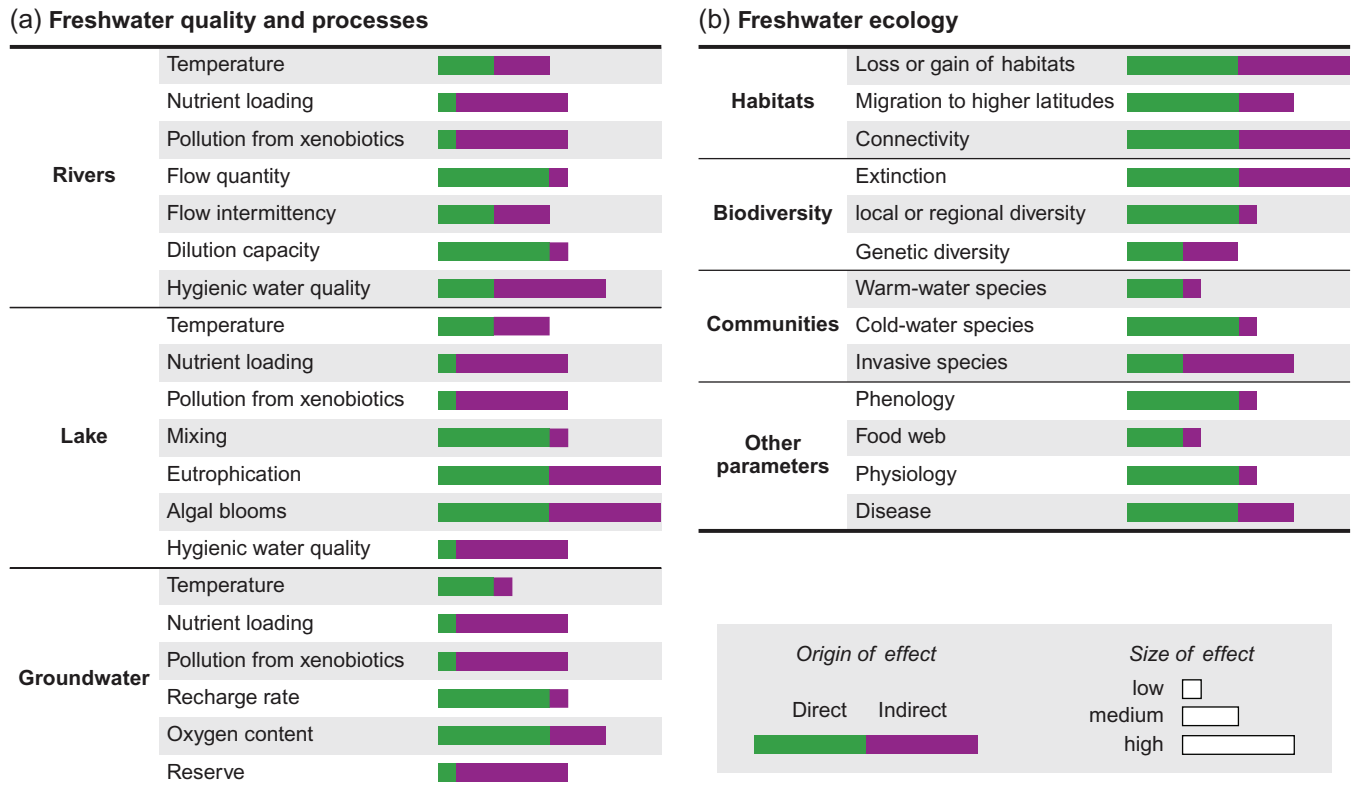 (a) Freshwater quality and processes
Rivers
Temperature
Nutrient loading
Pollution from xenobiotics
Flow quantity
Flow intermittency
Dilution capacity
Hygienic water quality
Lake
Temperature
Nutrient loading
Pollution from xenobiotics
Mixing
Eutrophication
Algal blooms
Hygienic water quality
Groundwater
Temperature
Nutrient loading
Pollution from xenobiotics
Recharge rate
Oxygen content
Reserve
(b) Freshwater ecology
Habitats
Loss or gain of habitats
Migration to higher latitudes
Connectivity
Biodiversity
Extinction
local or regional diversity
Genetic diversity
Communities
Warm-water species
Cold-water species
Invasive species
Other
parameters
Phenology
Food web
Physiology
Disease
Origin of effect
Direct Indirect
Size of effect
low
medium
high